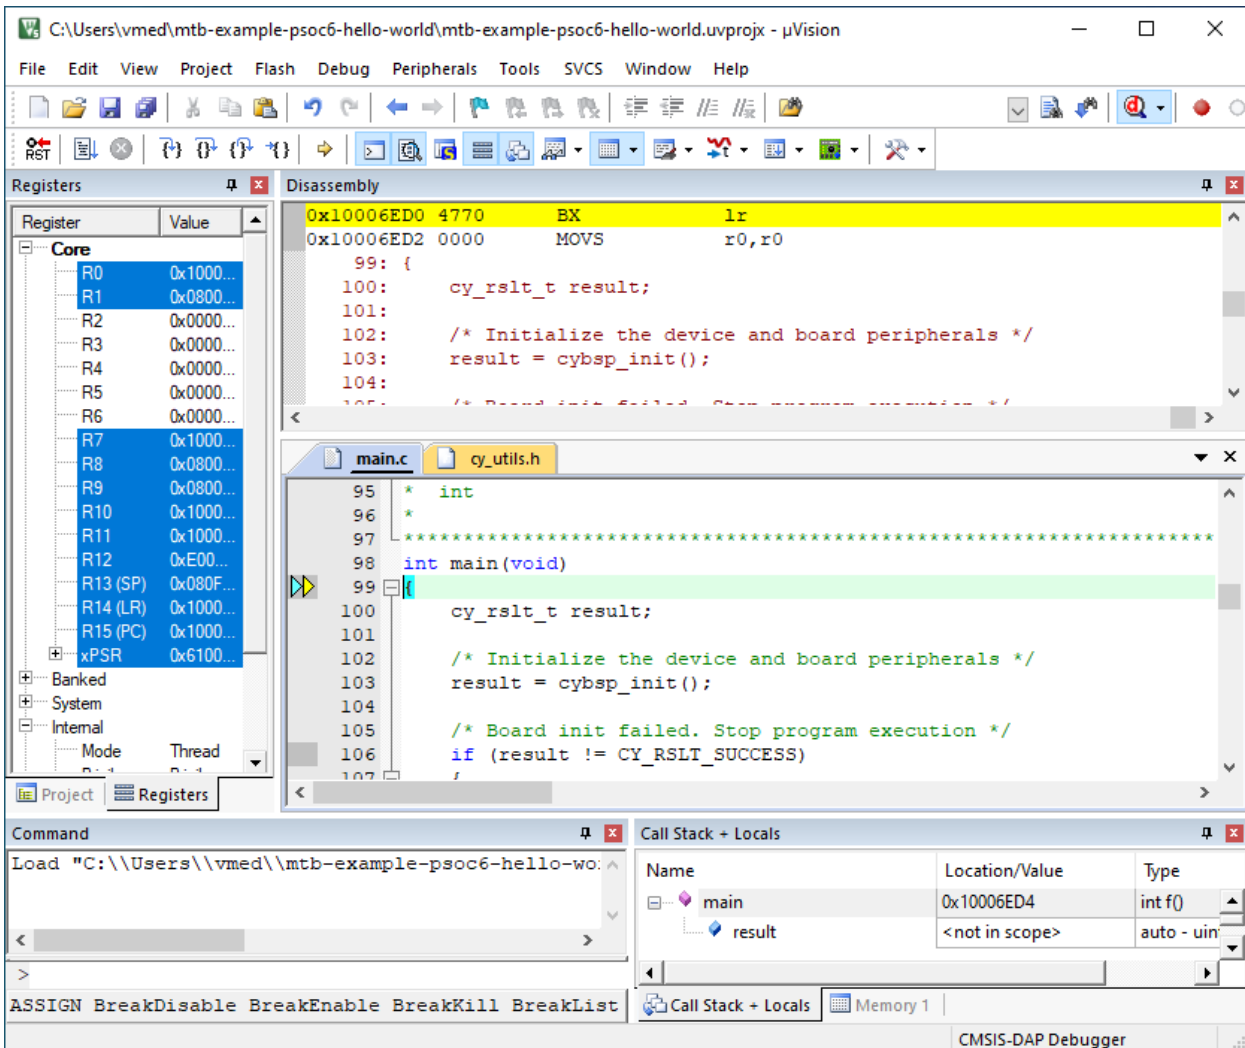 C:\Users\vmed\mtb-example-psoc6-hello-world\mtb-example-psoc6-hello-world.uvprojx - µVision
File Edit View Project Flash Debug Peripherals Tools SVCS Window Help
RST
Registers
Register Value
Core
R0 0x1000...
R1 0x0800...
R2 0x0000...
R3 0x0000...
R4 0x0000...
R5 0x0000...
R6 0x0000...
R7 0x1000...
R8 0x0800...
R9 0x0800...
R10 0x1000...
R11 0x1000...
R12 0xE00...
R13 (SP) 0x080F...
R14 (LR) 0x1000...
R15 (PC) 0x1000...
xPSR 0x6100...
Banked
System
Internal
Mode Thread
Project Registers
Disassembly
0x10006ED0 4770 BX lr
0x10006ED2 0000 MOVS r0,r0
99: {
100: cy_rslt_t result;
101:
102: /* Initialize the device and board peripherals */
103: result = cybsp_init();
104:
105: /* Board init failed. Stop program execution */
main.c cy_utils.h
95 * int
96 *
97 ********************************************************************
98 int main(void)
99 {
100 cy_rslt_t result;
101
102 /* Initialize the device and board peripherals */
103 result = cybsp_init();
104
105 /* Board init failed. Stop program execution */
106 if (result != CY_RSLT_SUCCESS)
107 {
Command
Load "C:\\Users\\vmed\\mtb-example-psoc6-hello-wo
>
ASSIGN BreakDisable BreakEnable BreakKill BreakList
Call Stack + Locals
Name Location/Value Type
main 0x10006ED4 int f()
result <not in scope> auto - uin
Call Stack + Locals Memory 1
CMSIS-DAP Debugger